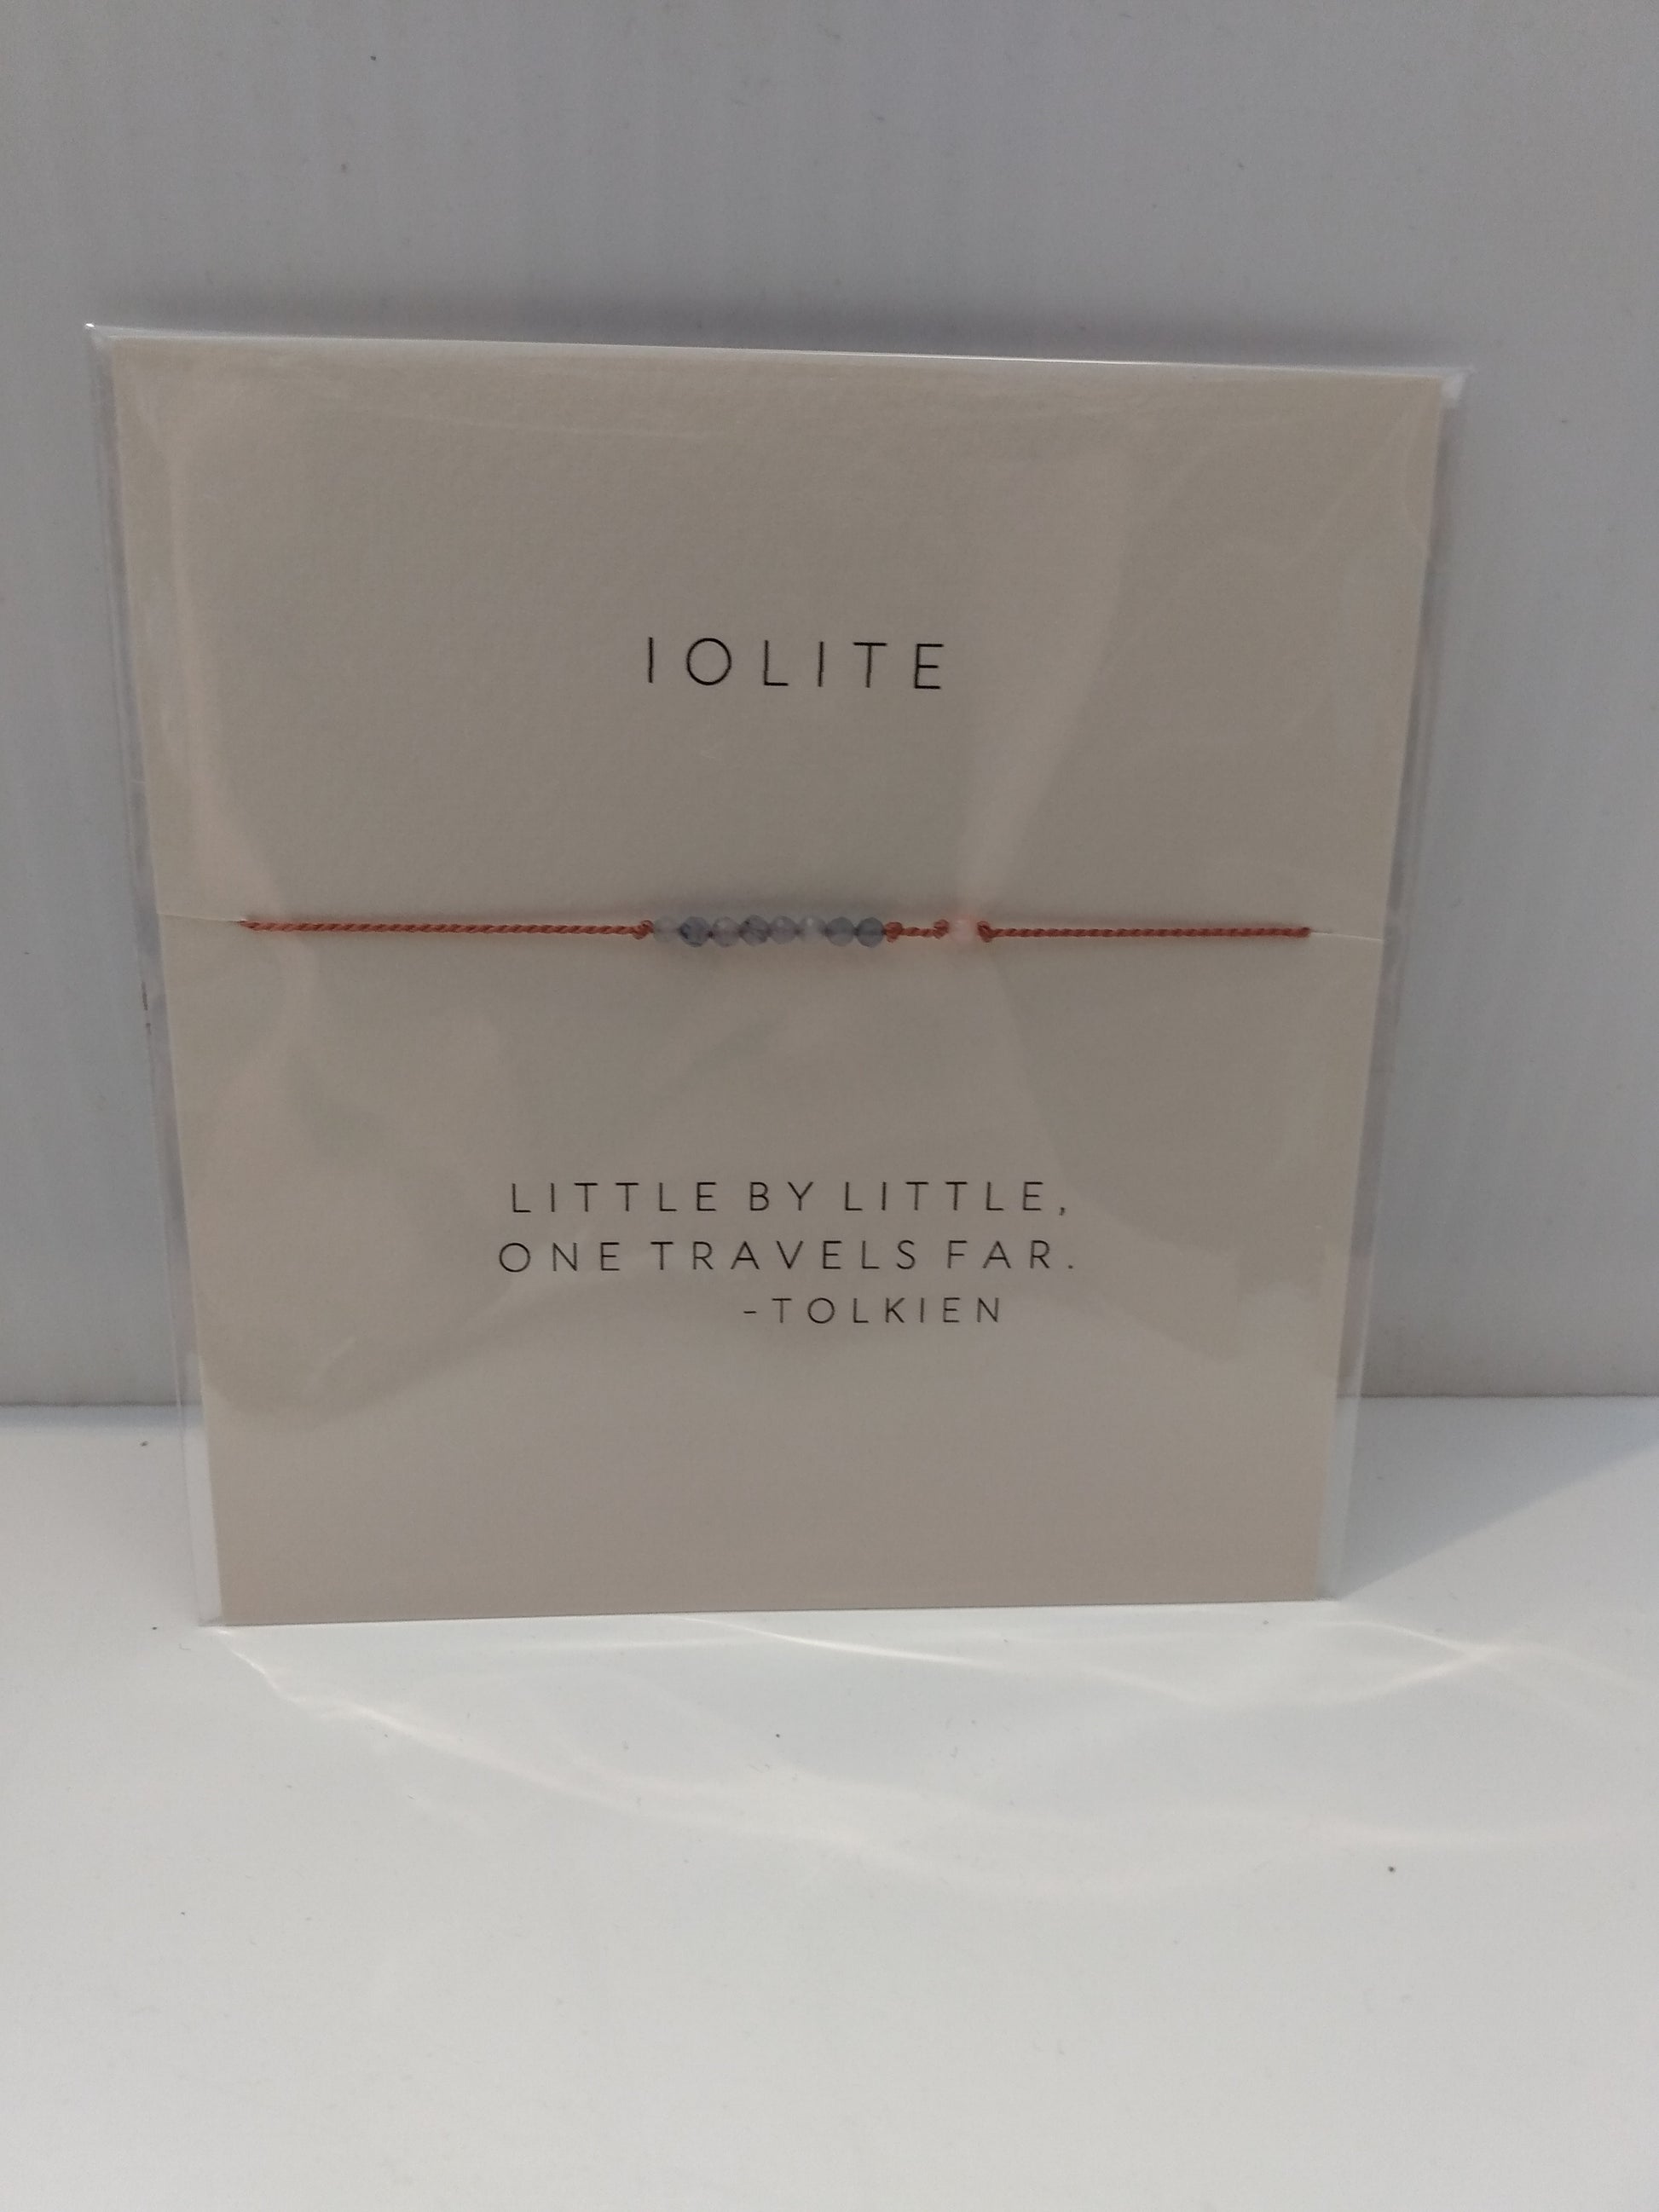 IOLITE
LITTLE BY LITTLE,
ONE TRAVELS FAR.
-TOLKIEN